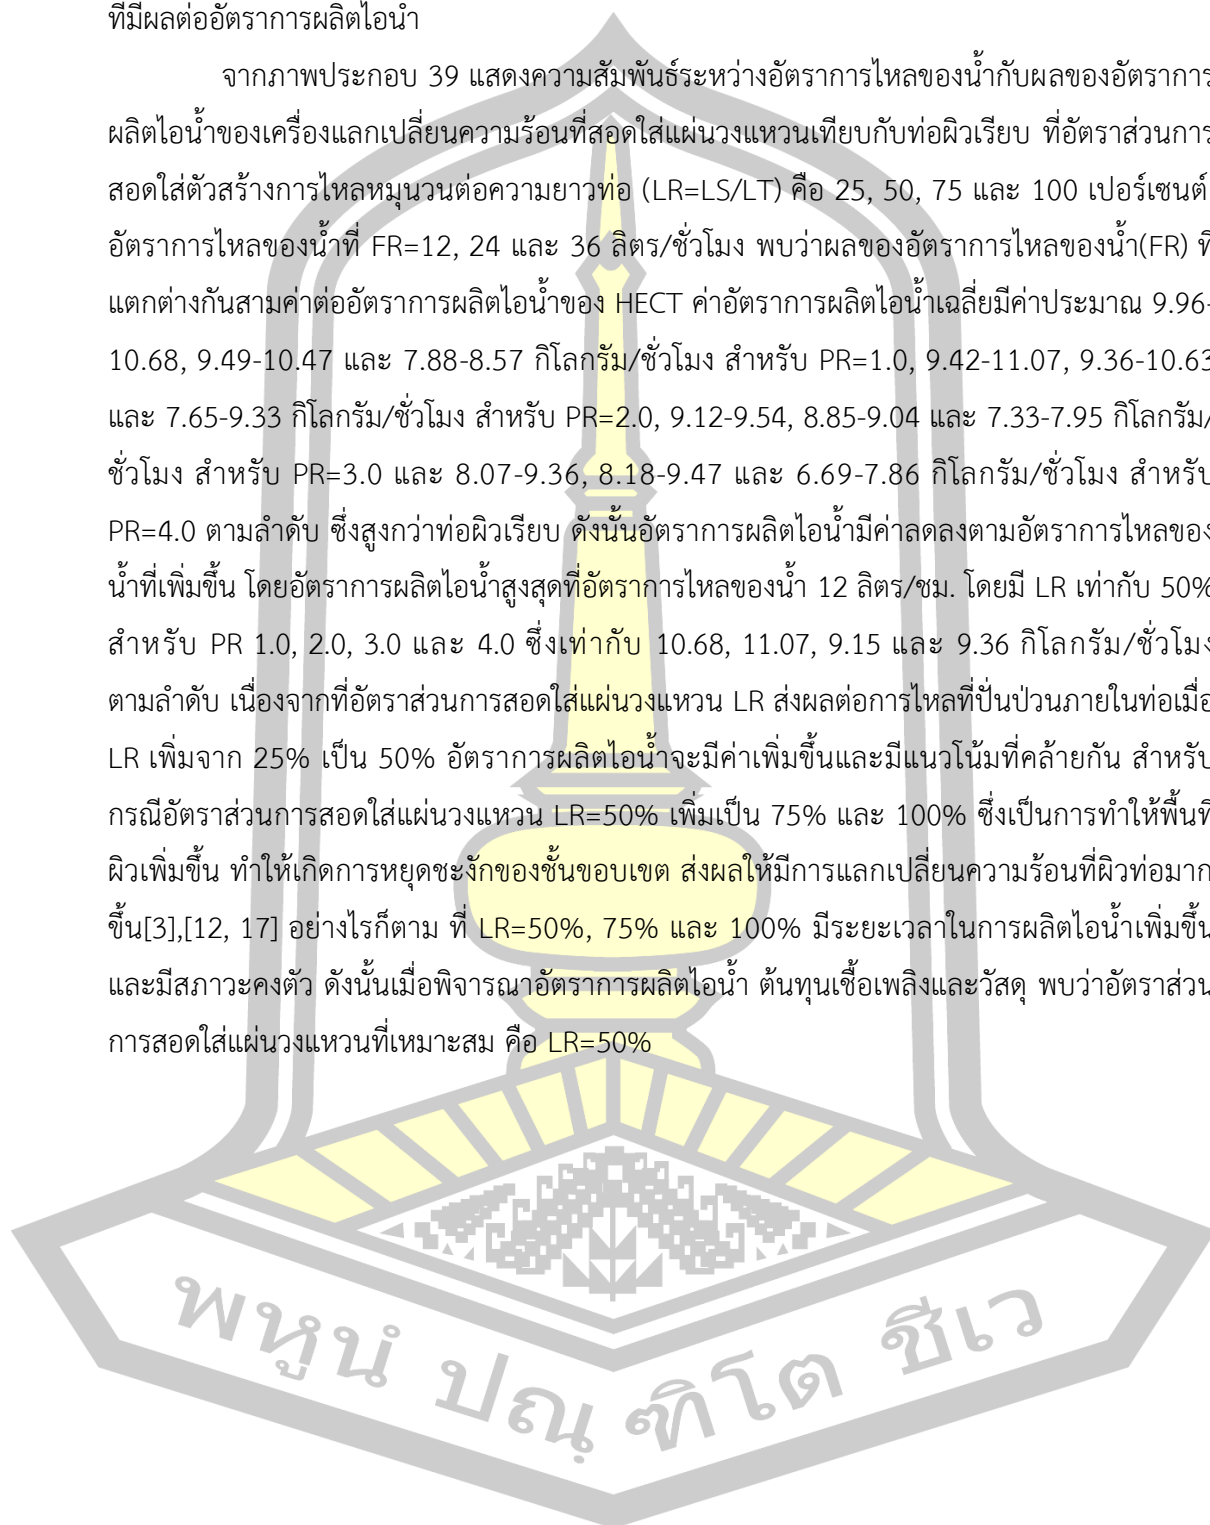 ที่มีผลต่ออัตราการผลิตไอน้ำ
จากภาพประกอบ 39 แสดงความสัมพันธ์ระหว่างอัตราการไหลของน้ำกับผลของอัตราการ
ผลิตไอน้ำของเครื่องแลกเปลี่ยนความร้อนที่สอดใส่แผ่นวงแหวนเทียบกับท่อผิวเรียบ ที่อัตราส่วนการ
สอดใส่ตัวสร้างการไหลหมุนวนต่อความยาวท่อ (LR=LS/LT) คือ 25, 50, 75 และ 100 เปอร์เซนต์
อัตราการไหลของน้ำที่ FR=12, 24 และ 36 ลิตร/ชั่วโมง พบว่าผลของอัตราการไหลของน้ำ(FR) ที่
แตกต่างกันสามค่าต่ออัตราการผลิตไอน้ำของ HECT ค่าอัตราการผลิตไอน้ำเฉลี่ยมีค่าประมาณ 9.96-
10.68, 9.49-10.47 และ 7.88-8.57 กิโลกรัม/ชั่วโมง สำหรับ PR=1.0, 9.42-11.07, 9.36-10.63
และ 7.65-9.33 กิโลกรัม/ชั่วโมง สำหรับ PR=2.0, 9.12-9.54, 8.85-9.04 และ 7.33-7.95 กิโลกรัม/
ชั่วโมง สำหรับ PR=3.0 และ 8.07-9.36, 8.18-9.47 และ 6.69-7.86 กิโลกรัม/ชั่วโมง สำหรับ
PR=4.0 ตามลำดับ ซึ่งสูงกว่าท่อผิวเรียบ ดังนั้นอัตราการผลิตไอน้ำมีค่าลดลงตามอัตราการไหลของ
น้ำที่เพิ่มขึ้น โดยอัตราการผลิตไอน้ำสูงสุดที่อัตราการไหลของน้ำ 12 ลิตร/ชม. โดยมี LR เท่ากับ 50%
สำหรับ PR 1.0, 2.0, 3.0 และ 4.0 ซึ่งเท่ากับ 10.68, 11.07, 9.15 และ 9.36 กิโลกรัม/ชั่วโมง
ตามลำดับ เนื่องจากที่อัตราส่วนการสอดใส่แผ่นวงแหวน LR ส่งผลต่อการไหลที่ปั่นป่วนภายในท่อเมื่อ
LR เพิ่มจาก 25% เป็น 50% อัตราการผลิตไอน้ำจะมีค่าเพิ่มขึ้นและมีแนวโน้มที่คล้ายกัน สำหรับ
กรณีอัตราส่วนการสอดใส่แผ่นวงแหวน LR=50% เพิ่มเป็น 75% และ 100% ซึ่งเป็นการทำให้พื้นที่
ผิวเพิ่มขึ้น ทำให้เกิดการหยุดชะงักของชั้นขอบเขต ส่งผลให้มีการแลกเปลี่ยนความร้อนที่ผิวท่อมาก
ขึ้น[3],[12, 17] อย่างไรก็ตาม ที่ LR=50%, 75% และ 100% มีระยะเวลาในการผลิตไอน้ำเพิ่มขึ้น
และมีสภาวะคงตัว ดังนั้นเมื่อพิจารณาอัตราการผลิตไอน้ำ ต้นทุนเชื้อเพลิงและวัสดุ พบว่าอัตราส่วน
การสอดใส่แผ่นวงแหวนที่เหมาะสม คือ LR=50%
พหูนํ ปณฺฑิโต ชีเว